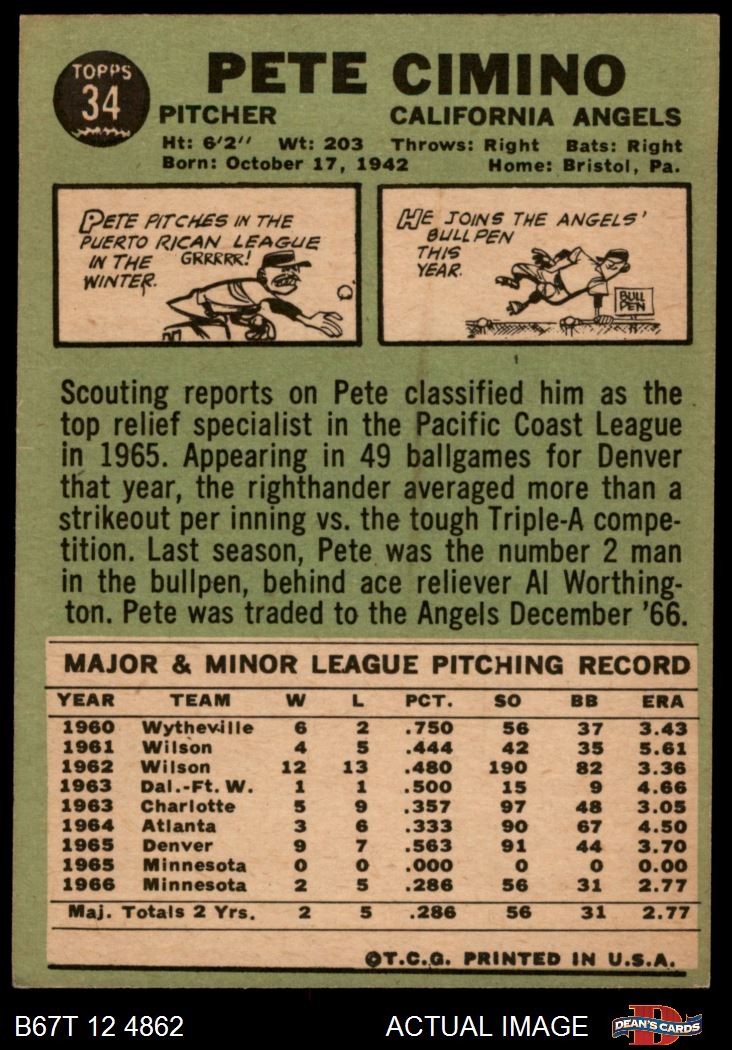 TOPPS
34
PETE CIMINO
PITCHER CALIFORNIA ANGELS
Ht: 6'2" Wt: 203 Throws: Right Bats: Right
Born: October 17, 1942 Home: Bristol, Pa.
PETE PITCHES IN THE
PUERTO RICAN LEAGUE
IN THE GRRRRR!
WINTER.
HE JOINS THE ANGELS'
BULLPEN
THIS
YEAR.
BULL
PEN
Scouting reports on Pete classified him as the
top relief specialist in the Pacific Coast League
in 1965. Appearing in 49 ballgames for Denver
that year, the righthander averaged more than a
strikeout per inning vs. the tough Triple-A compe-
tition. Last season, Pete was the number 2 man
in the bullpen, behind ace reliever Al Worthing-
ton. Pete was traded to the Angels December '66.
MAJOR & MINOR LEAGUE PITCHING RECORD
YEAR TEAM W L PCT. SO BB ERA
1960 Wytheville 6 2 .750 56 37 3.43
1961 Wilson 4 5 .444 42 35 5.61
1962 Wilson 12 13 .480 190 82 3.36
1963 Dal.-Ft. W. 1 1 .500 15 9 4.66
1963 Charlotte 5 9 .357 97 48 3.05
1964 Atlanta 3 6 .333 90 67 4.50
1965 Denver 9 7 .563 91 44 3.70
1965 Minnesota 0 0 .000 0 0 0.00
1966 Minnesota 2 5 .286 56 31 2.77
Maj. Totals 2 Yrs. 2 5 .286 56 31 2.77
©T.C.G. PRINTED IN U.S.A.
B67T 12 4862 ACTUAL IMAGE
DEAN'S CARDS